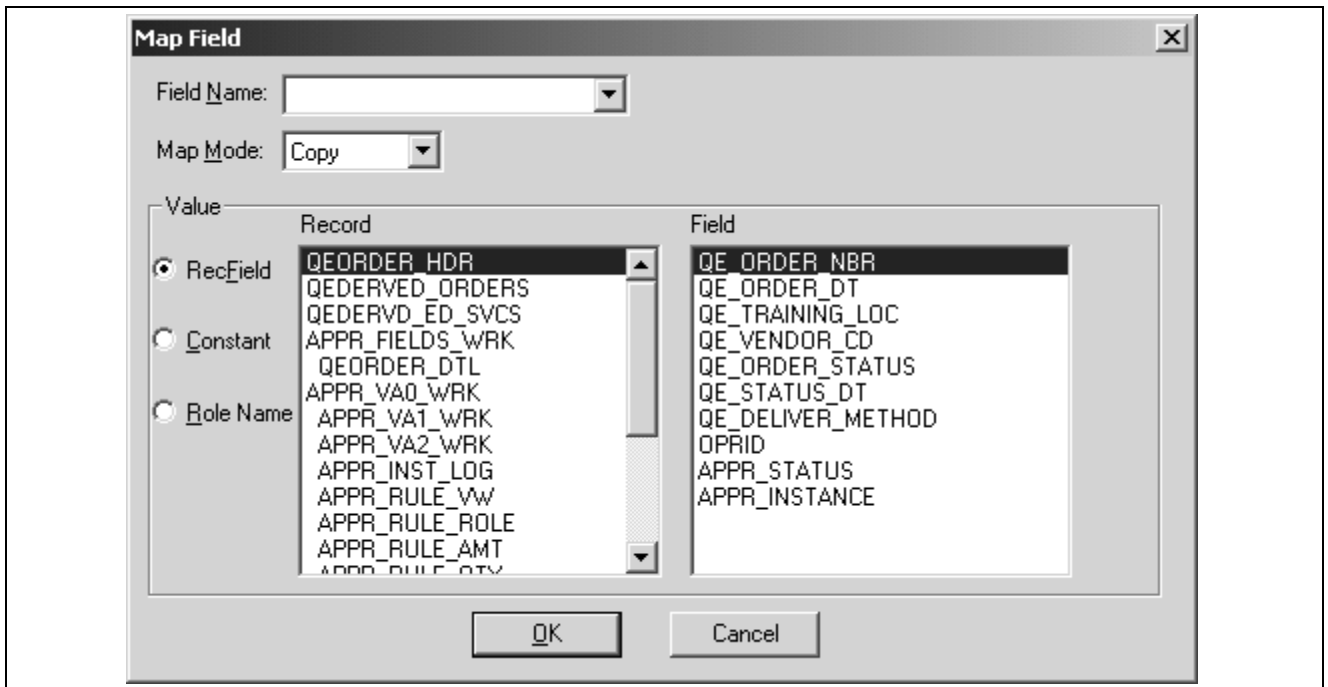 Map Field
Field Name:
Map Mode: Copy
Value
Record
Field
RecField
Constant
Role Name
QEORDER_HDR
QEDERVED_ORDERS
QEDERVD_ED_SVCS
APPR_FIELDS_WRK
QEORDER_DTL
APPR_VA0_WRK
APPR_VA1_WRK
APPR_VA2_WRK
APPR_INST_LOG
APPR_RULE_VW
APPR_RULE_ROLE
APPR_RULE_AMT
APPR_RULE_QTY
QE_ORDER_NBR
QE_ORDER_DT
QE_TRAINING_LOC
QE_VENDOR_CD
QE_ORDER_STATUS
QE_STATUS_DT
QE_DELIVER_METHOD
OPRID
APPR_STATUS
APPR_INSTANCE
OK
Cancel